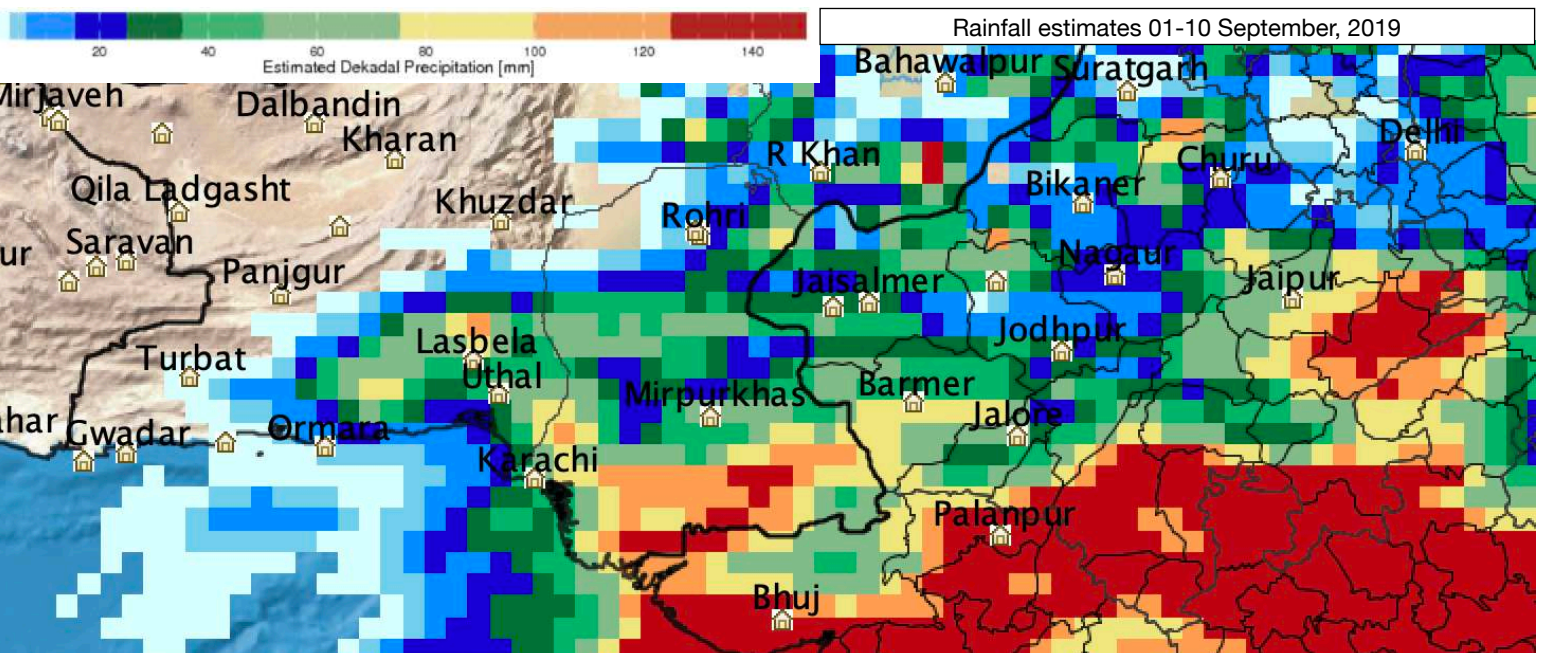 Rainfall estimates 01-10 September, 2019
20 40 60 80 100 120 140
Estimated Dekadal Precipitation [mm]
Bahawalpur
Suratgarh
Mirjaveh
Dalbandin
Kharan
Delhi
R Khan
Churu
Qila Ladgasht
Khuzdar
Bikaner
Rohri
ur
Saravan
Panjgur
Jaisalmer
Nagaur
Jaipur
Lasbela
Jodhpur
Turbat
Uthal
Mirpurkhas
Barmer
ahar
Gwadar
Ormara
Jalore
Karachi
Palanpur
Bhuj